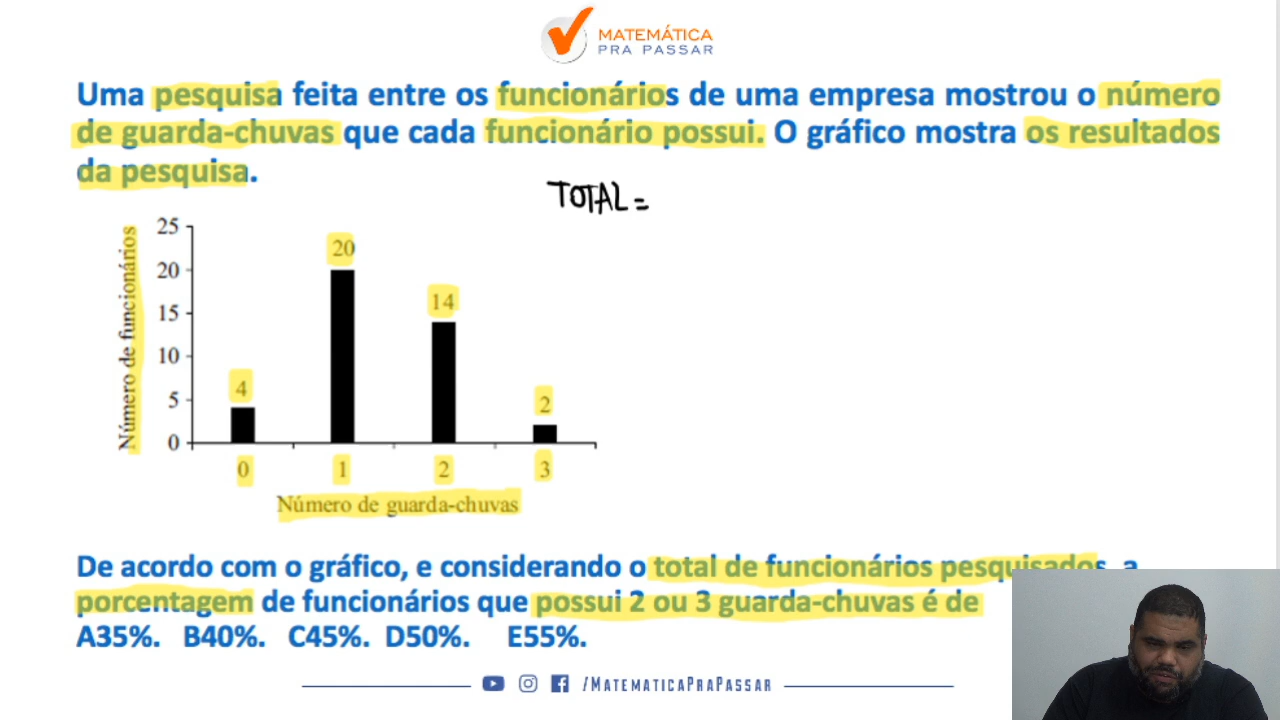 MATEMÁTICA
PRA PASSAR
Uma pesquisa feita entre os funcionários de uma empresa mostrou o número
de guarda-chuvas que cada funcionário possui. O gráfico mostra os resultados
da pesquisa.
TOTAL =
Número de funcionários
25
20
15
10
5
0
4
20
14
2
0 1 2 3
Número de guarda-chuvas
De acordo com o gráfico, e considerando o total de funcionários pesquisados, a
porcentagem de funcionários que possui 2 ou 3 guarda-chuvas é de
A35%. B40%. C45%. D50%. E55%.
/MATEMATICAPRAPASSAR